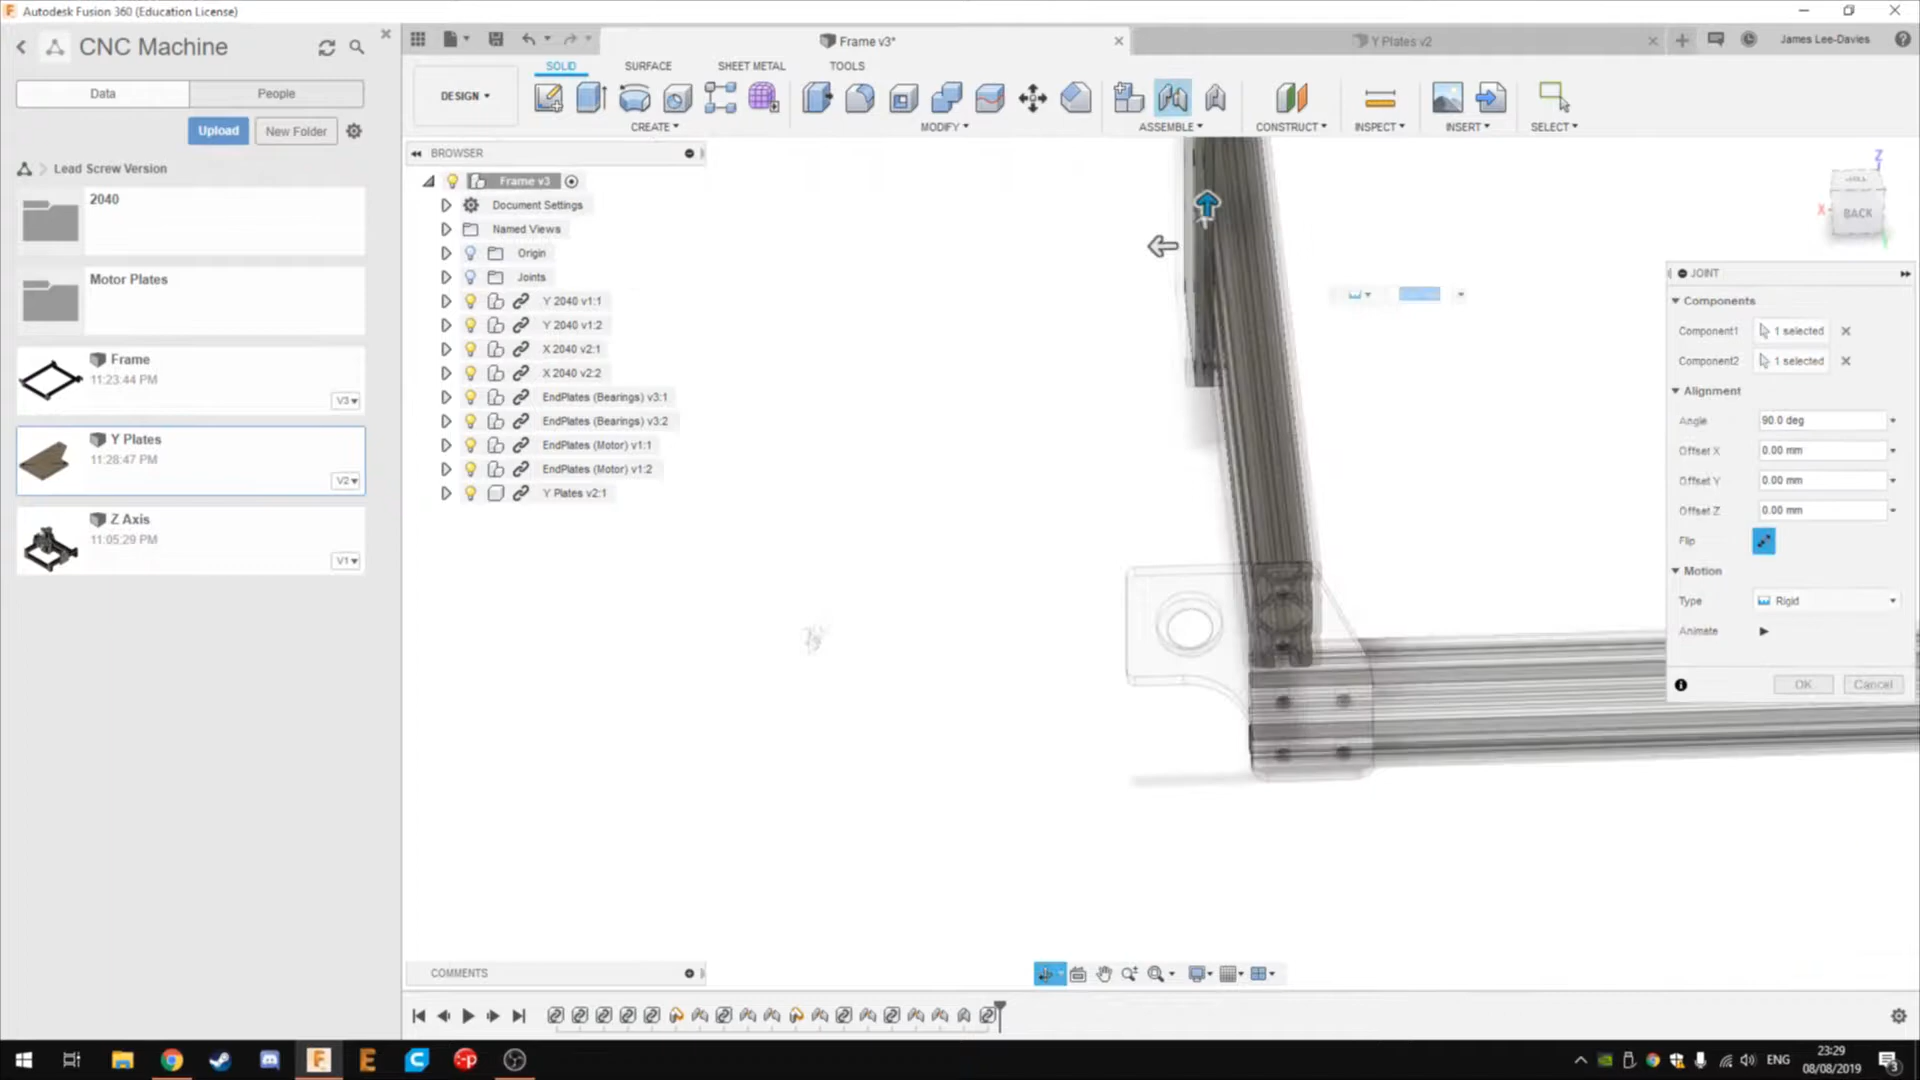 Autodesk Fusion 360 (Education License)
CNC Machine
Data
People
Upload
New Folder
Lead Screw Version
2040
Motor Plates
Frame
11:23:44 PM
V3
Y Plates
11:28:47 PM
V2
Z Axis
11:05:29 PM
V1
Frame v3*
Y Plates v2
James Lee-Davies
SOLID
SURFACE
SHEET METAL
TOOLS
DESIGN
CREATE
MODIFY
ASSEMBLE
CONSTRUCT
INSPECT
INSERT
SELECT
BROWSER
Frame v3
Document Settings
Named Views
Origin
Joints
Y 2040 v1:1
Y 2040 v1:2
X 2040 v2:1
X 2040 v2:2
EndPlates (Bearings) v3:1
EndPlates (Bearings) v3:2
EndPlates (Motor) v1:1
EndPlates (Motor) v1:2
Y Plates v2:1
Z
X
BACK
JOINT
Components
Component1
1 selected
Component2
1 selected
Alignment
Angle
90.0 deg
Offset X
0.00 mm
Offset Y
0.00 mm
Offset Z
0.00 mm
Flip
Motion
Type
Rigid
Animate
OK
Cancel
COMMENTS
ENG
23:29
08/08/2019
3